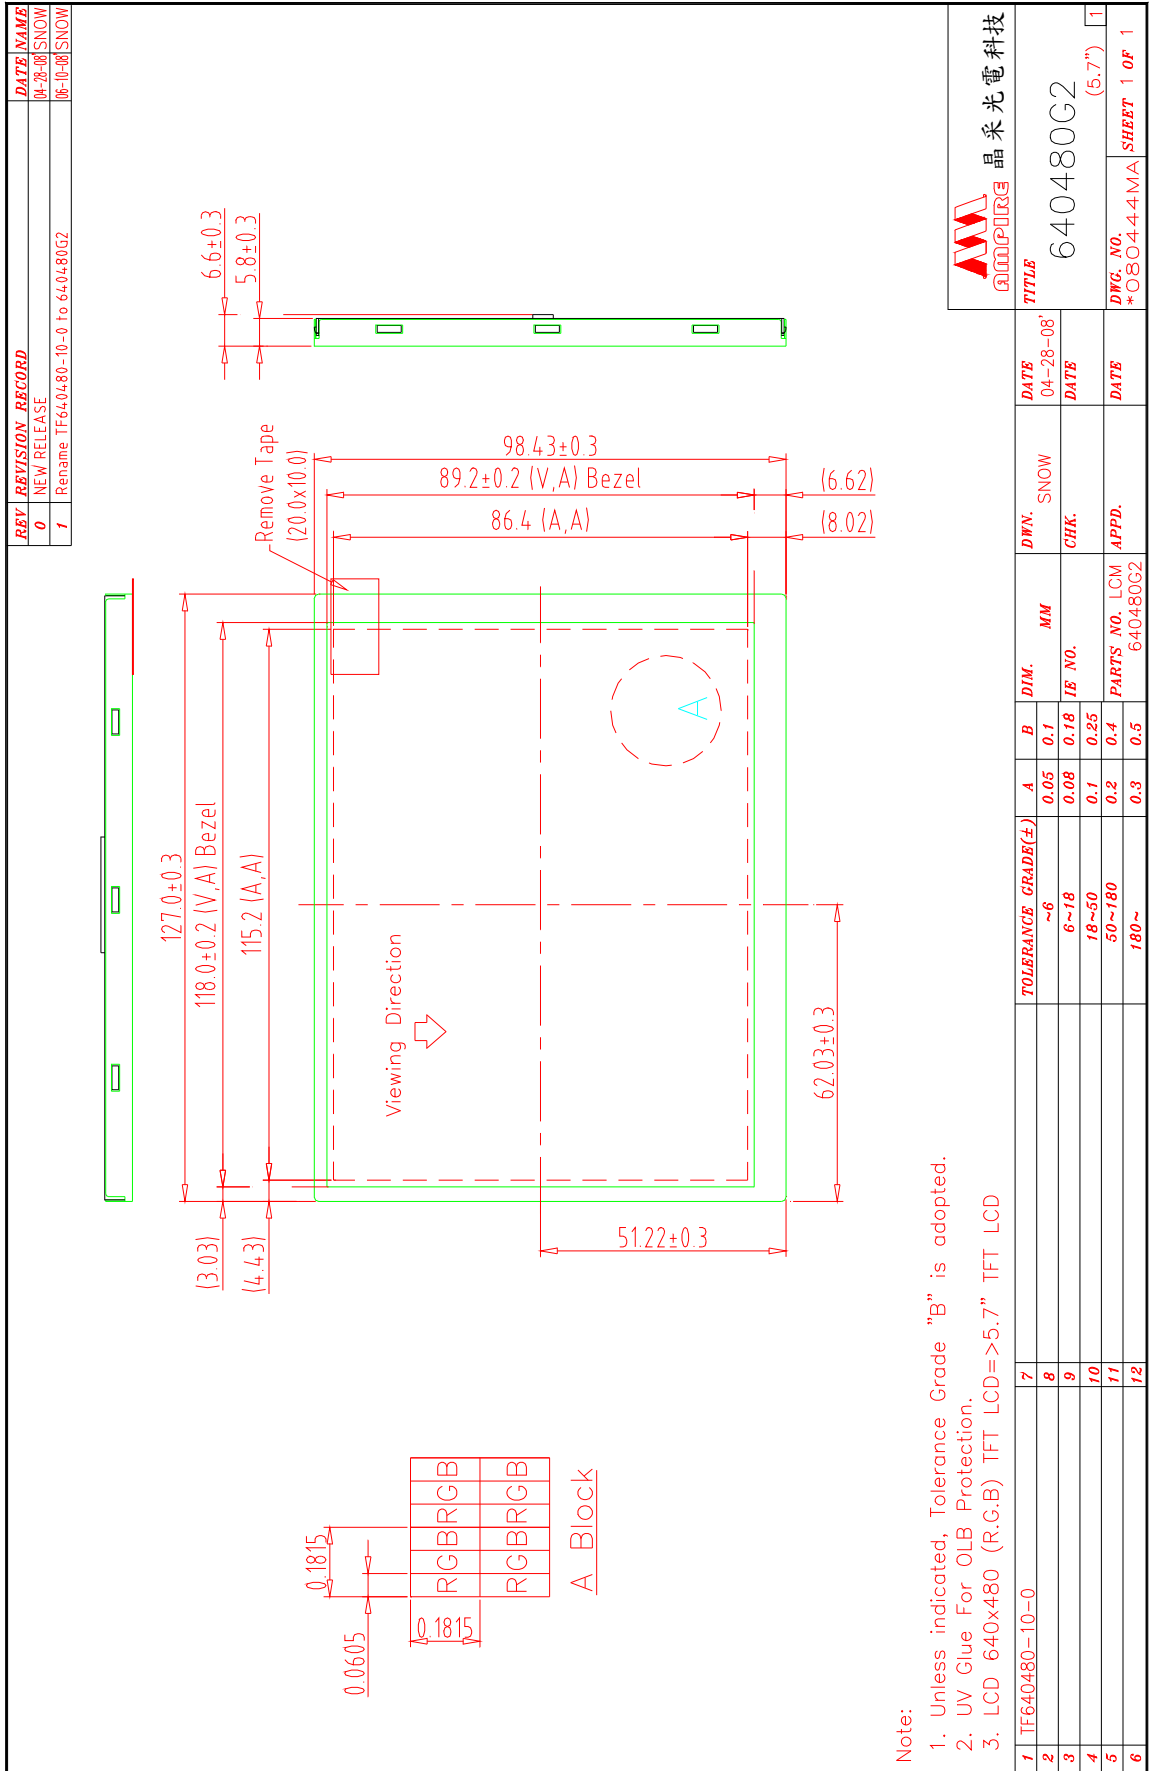 REV REVISION RECORD DATE NAME
0 NEW RELEASE 04-28-08' SNOW
1 Rename TF640480-10-0 to 640480G2 06-10-08' SNOW
127.0±0.3
118.0±0.2 (V,A) Bezel
115.2 (A,A)
(3.03)
(4.43)
Remove Tape
(20.0x10.0)
6.6±0.3
5.8±0.3
98.43±0.3
89.2±0.2 (V,A) Bezel
86.4 (A,A)
(6.62)
(8.02)
Viewing Direction
A
62.03±0.3
51.22±0.3
0.1815
0.0605
0.1815
R G B R G B
R G B R G B
A Block
Note:
1. Unless indicated, Tolerance Grade "B" is adopted.
2. UV Glue For OLB Protection.
3. LCD 640x480 (R.G.B) TFT LCD=>5.7" TFT LCD
AMPIRE 晶采光電科技
1 TF640480-10-0 7
2 8
3 9
4 10
5 11
6 12
TOLERANCE GRADE(±) A B
~6 0.05 0.1
6~18 0.08 0.18
18~50 0.1 0.25
50~180 0.2 0.4
180~ 0.3 0.5
DIM. MM
IE NO.
PARTS NO. LCM
640480G2
DWN. SNOW
DATE 04-28-08'
CHK. DATE
APPD. DATE
TITLE
640480G2
(5.7")
1
DWG. NO.
*080444MA
SHEET 1 OF 1